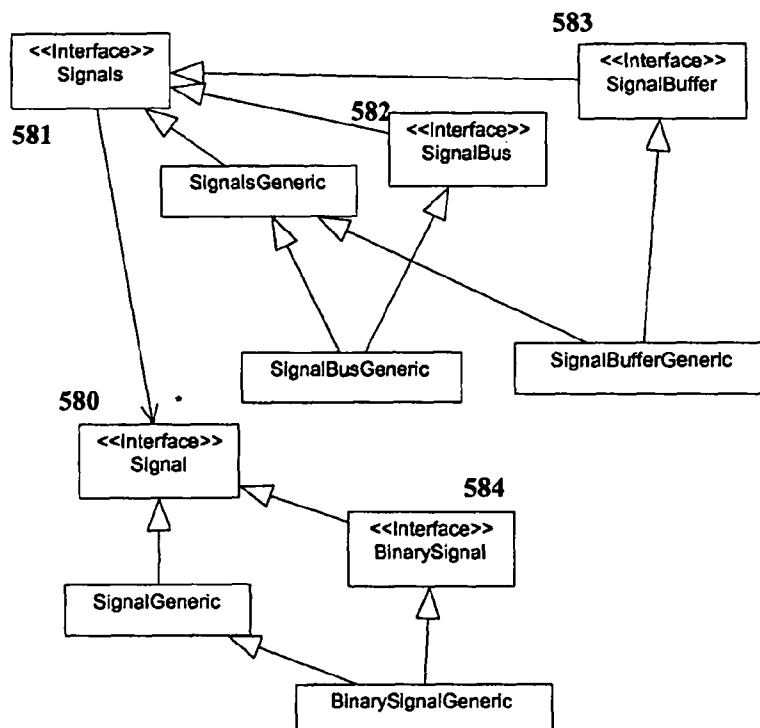 583
<<Interface>>
Signals
<<Interface>>
SignalBuffer
581
582
<<Interface>>
SignalBus
SignalsGeneric
SignalBusGeneric
SignalBufferGeneric
580
*
<<Interface>>
Signal
584
<<Interface>>
BinarySignal
SignalGeneric
BinarySignalGeneric